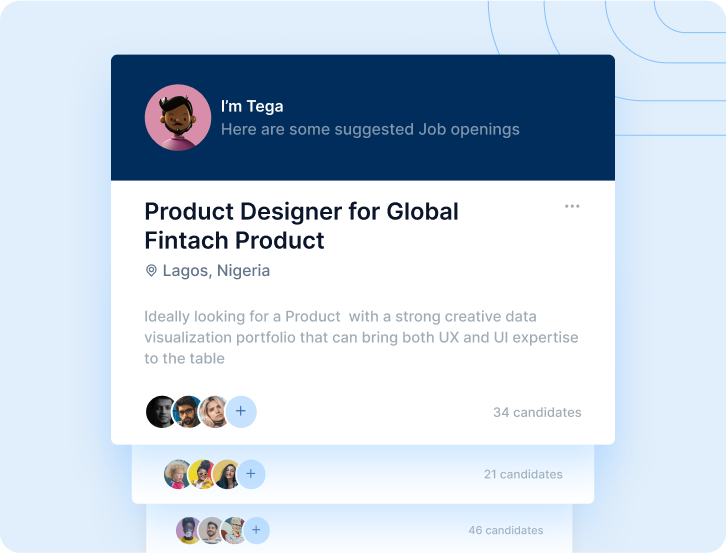 I'm Tega
Here are some suggested Job openings
Product Designer for Global
Fintach Product
Lagos, Nigeria
Ideally looking for a Product  with a strong creative data
visualization portfolio that can bring both UX and UI expertise
to the table
+
34 candidates
+
21 candidates
+
46 candidates